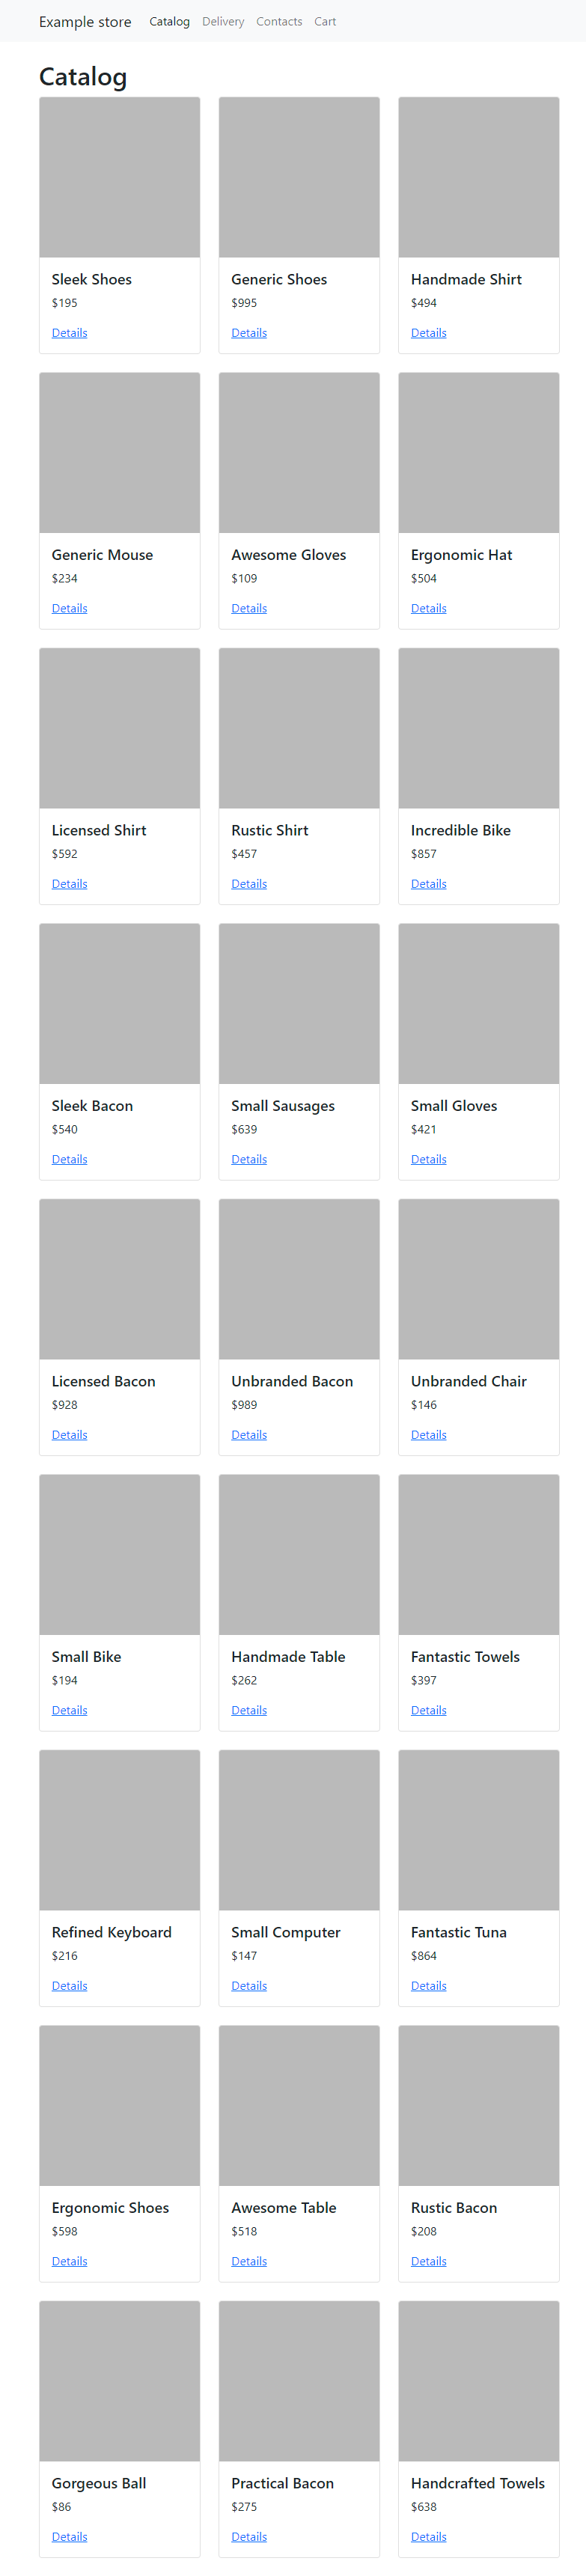 Example store Catalog Delivery Contacts Cart
Catalog
Sleek Shoes Generic Shoes Handmade Shirt
$195 $995 $494
Details Details Details
Generic Mouse Awesome Gloves Ergonomic Hat
$234 $109 $504
Details Details Details
Licensed Shirt Rustic Shirt Incredible Bike
$592 $457 $857
Details Details Details
Sleek Bacon Small Sausages Small Gloves
$540 $639 $421
Details Details Details
Licensed Bacon Unbranded Bacon Unbranded Chair
$928 $989 $146
Details Details Details
Small Bike Handmade Table Fantastic Towels
$194 $262 $397
Details Details Details
Refined Keyboard Small Computer Fantastic Tuna
$216 $147 $864
Details Details Details
Ergonomic Shoes Awesome Table Rustic Bacon
$598 $518 $208
Details Details Details
Gorgeous Ball Practical Bacon Handcrafted Towels
$86 $275 $638
Details Details Details